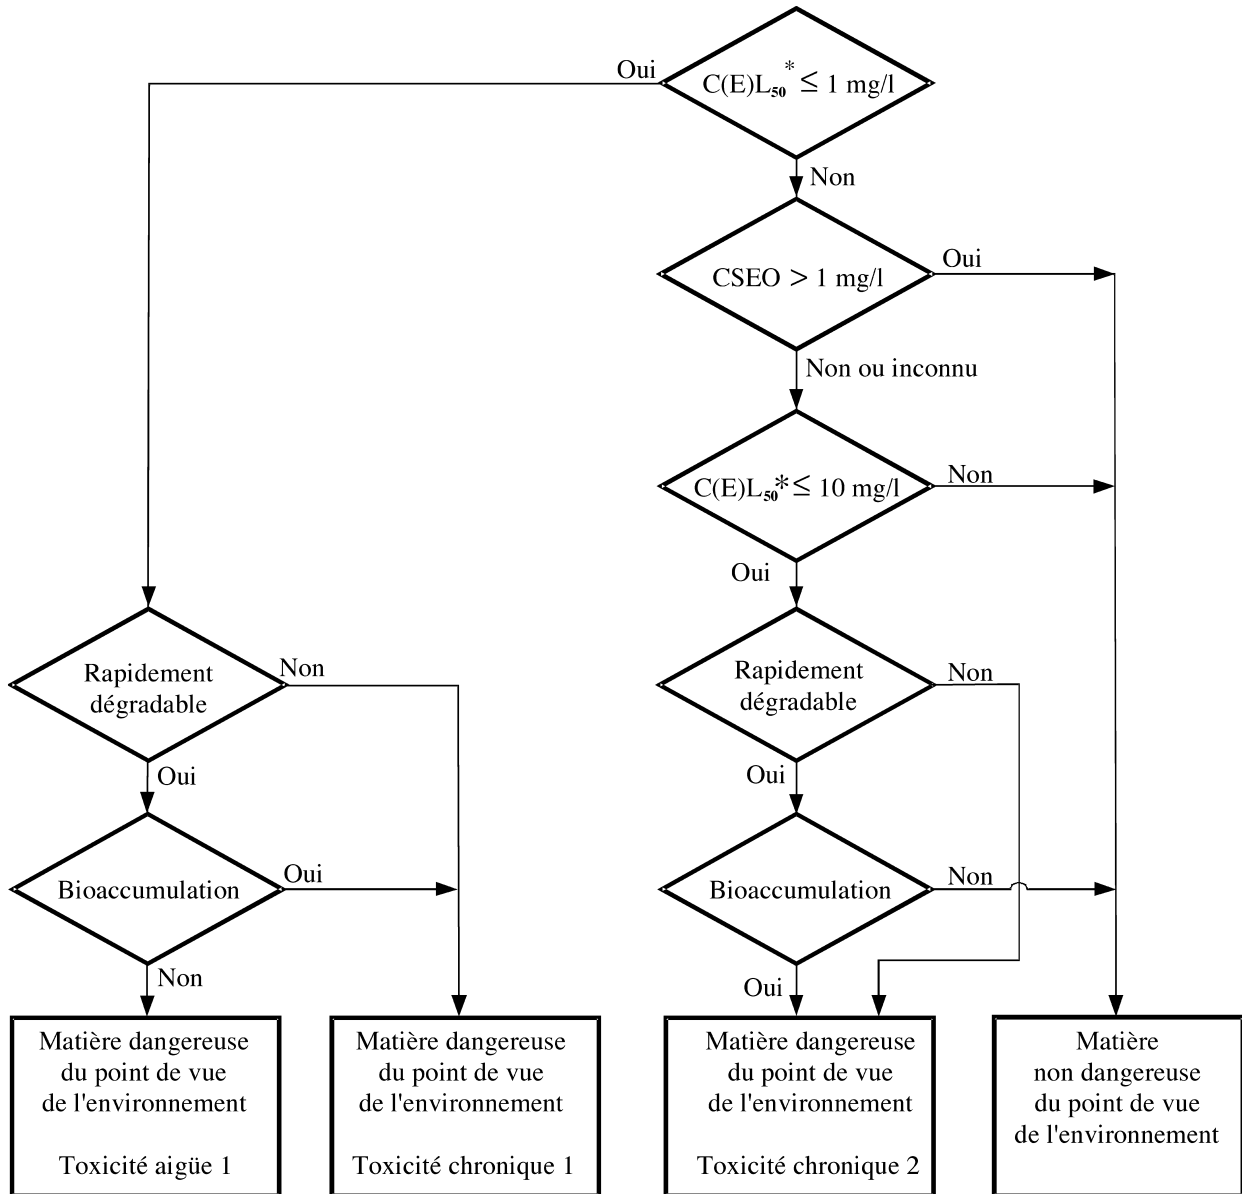 C(E)L50* ≤ 1 mg/l
Oui
Non
CSEO > 1 mg/l
Oui
Non ou inconnu
C(E)L50* ≤ 10 mg/l
Non
Oui
Rapidement
dégradable
Non
Oui
Rapidement
dégradable
Non
Oui
Bioaccumulation
Oui
Non
Bioaccumulation
Non
Oui
Matière dangereuse
du point de vue
de l'environnement
Toxicité aigüe 1
Matière dangereuse
du point de vue
de l'environnement
Toxicité chronique 1
Matière dangereuse
du point de vue
de l'environnement
Toxicité chronique 2
Matière
non dangereuse
du point de vue
de l'environnement